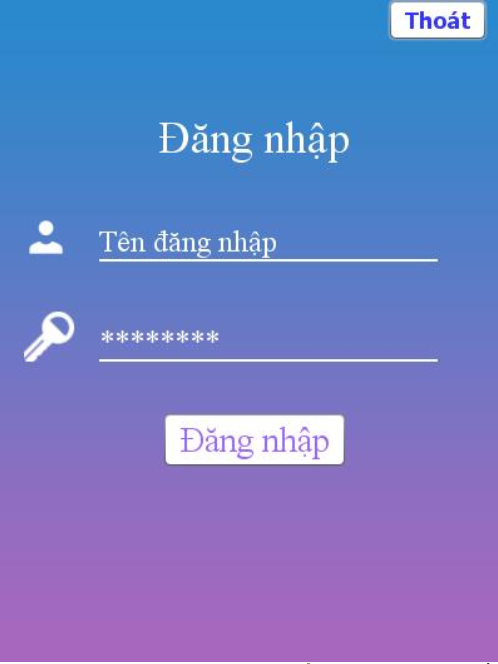 Thoát
Đăng nhập
Tên đăng nhập
********
Đăng nhập